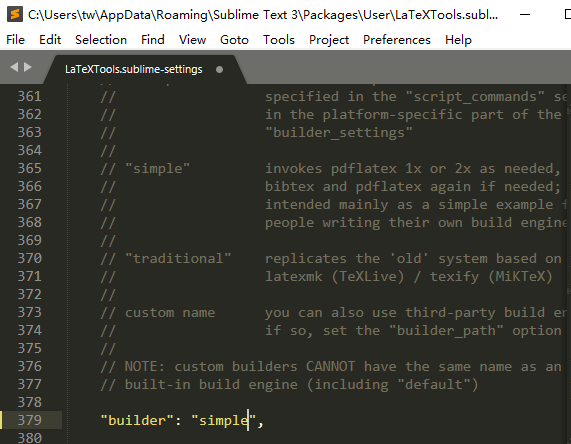 C:\Users\tw\AppData\Roaming\Sublime Text 3\Packages\User\LaTeXTools.subl...
File Edit Selection Find View Goto Tools Project Preferences Help
LaTeXTools.sublime-settings
361 // specified in the "script_commands" se
362 // in the platform-specific part of the
363 // "builder_settings"
364 //
365 // "simple" invokes pdflatex 1x or 2x as needed,
366 // bibtex and pdflatex again if needed;
367 // intended mainly as a simple example f
368 // people writing their own build engine
369 //
370 // "traditional" replicates the 'old' system based on
371 // latexmk (TeXLive) / texify (MiKTeX)
372 //
373 // custom name you can also use third-party build en
374 // if so, set the "builder_path" option
375 //
376 // NOTE: custom builders CANNOT have the same name as an
377 // built-in build engine (including "default")
378
379 "builder": "simple",
380